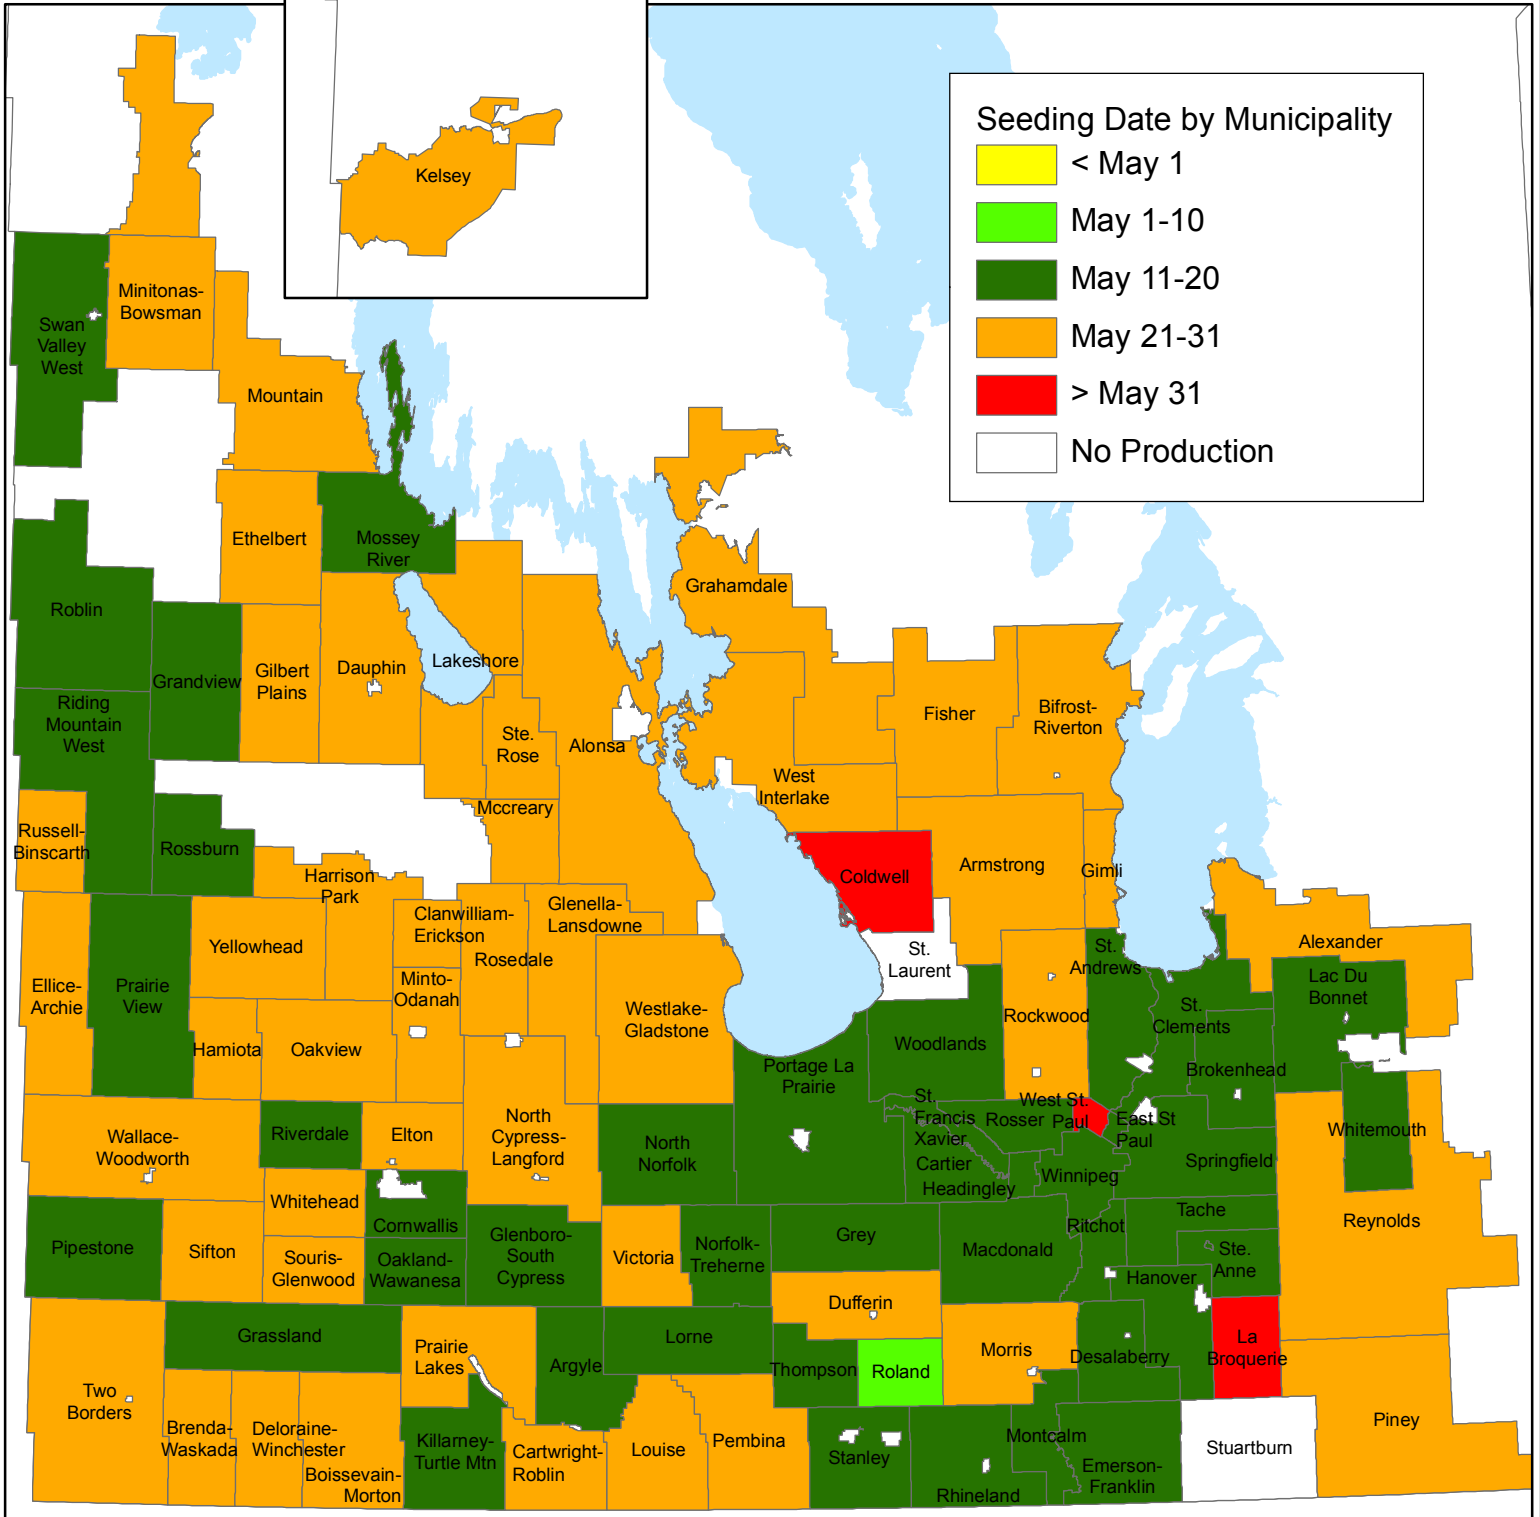 Seeding Date by Municipality
< May 1
May 1-10
May 11-20
May 21-31
> May 31
No Production
Kelsey
Minitonas-
Bowsman
Swan
Valley
West
Mountain
Ethelbert
Mossey
River
Roblin
Grandview
Gilbert
Plains
Dauphin
Lakeshore
Grahamdale
Riding
Mountain
West
Ste.
Rose
Alonsa
Fisher
Bifrost-
Riverton
West
Interlake
Mccreary
Russell-
Binscarth
Rossburn
Harrison
Park
Coldwell
Armstrong
Gimli
Clanwilliam-
Erickson
Glenella-
Lansdowne
Yellowhead
Rosedale
St.
Laurent
St.
Andrews
Alexander
Ellice-
Archie
Prairie
View
Minto-
Odanah
Westlake-
Gladstone
Rockwood
St.
Clements
Lac Du
Bonnet
Hamiota
Oakview
Woodlands
Portage La
Prairie
Brokenhead
St.
Francis
Xavier
Rosser
West St.
Paul
East St
Paul
Whitemouth
Wallace-
Woodworth
Riverdale
Elton
North
Cypress-
Langford
North
Norfolk
Cartier
Headingley
Winnipeg
Springfield
Whitehead
Cornwallis
Pipestone
Sifton
Souris-
Glenwood
Oakland-
Wawanesa
Glenboro-
South
Cypress
Victoria
Norfolk-
Treherne
Grey
Macdonald
Ritchot
Tache
Ste.
Anne
Reynolds
Hanover
Dufferin
Grassland
Prairie
Lakes
Argyle
Lorne
Thompson
Roland
Morris
Desalaberry
La
Broquerie
Two
Borders
Brenda-
Waskada
Deloraine-
Winchester
Boissevain-
Morton
Killarney-
Turtle Mtn
Cartwright-
Roblin
Louise
Pembina
Stanley
Rhineland
Montcalm
Emerson-
Franklin
Stuartburn
Piney